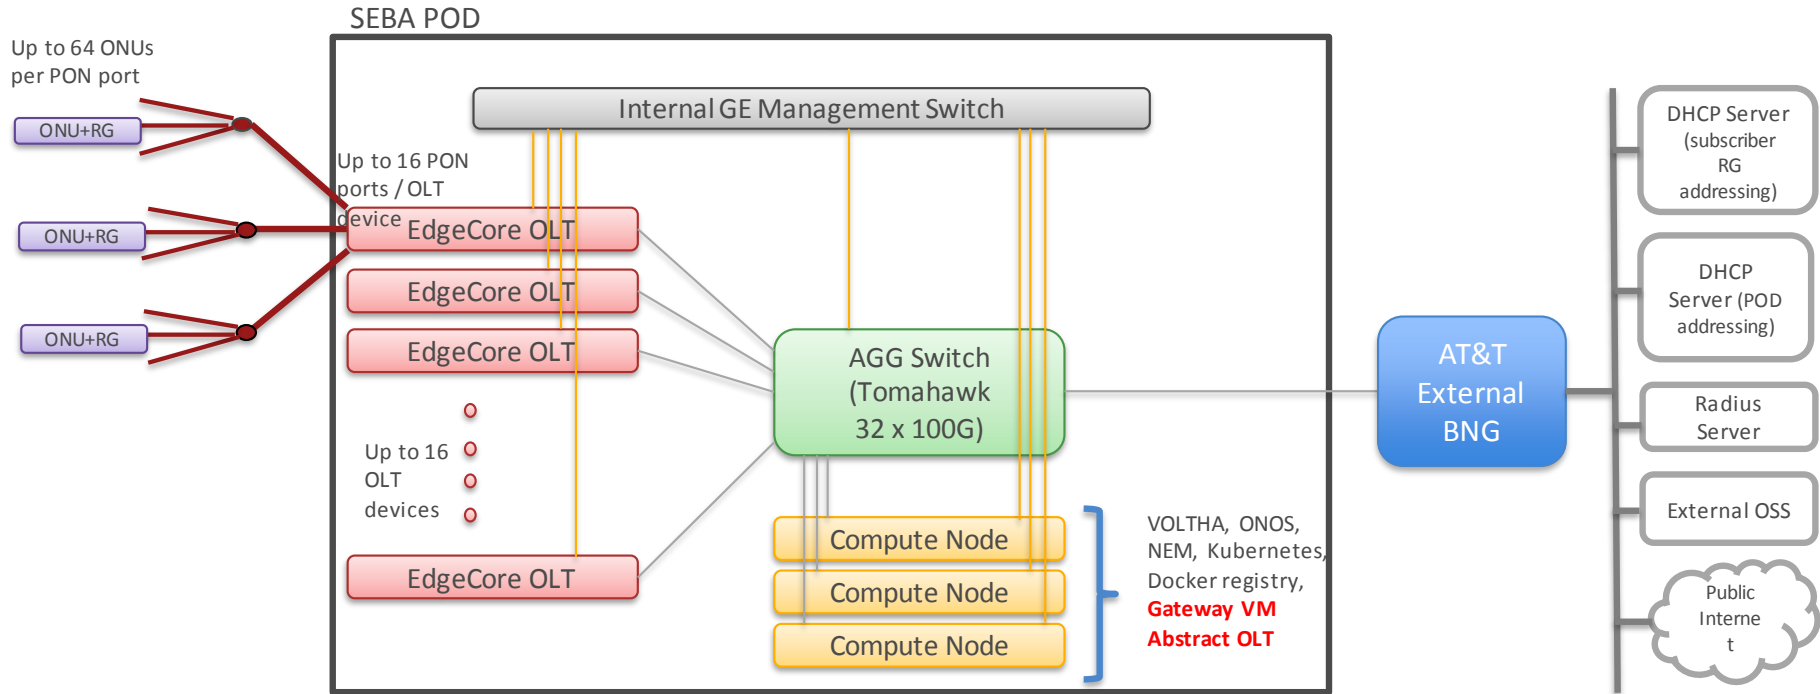 SEBA POD
Up to 64 ONUs
per PON port
ONU+RG
ONU+RG
ONU+RG
Internal GE Management Switch
Up to 16 PON
ports / OLT
device
EdgeCore OLT
EdgeCore OLT
EdgeCore OLT
Up to 16
OLT
devices
EdgeCore OLT
AGG Switch
(Tomahawk
32 x 100G)
Compute Node
Compute Node
Compute Node
VOLTHA, ONOS,
NEM, Kubernetes,
Docker registry,
Gateway VM
Abstract OLT
AT&T
External
BNG
DHCP Server
(subscriber
RG
addressing)
DHCP
Server (POD
addressing)
Radius
Server
External OSS
Public
Interne
t